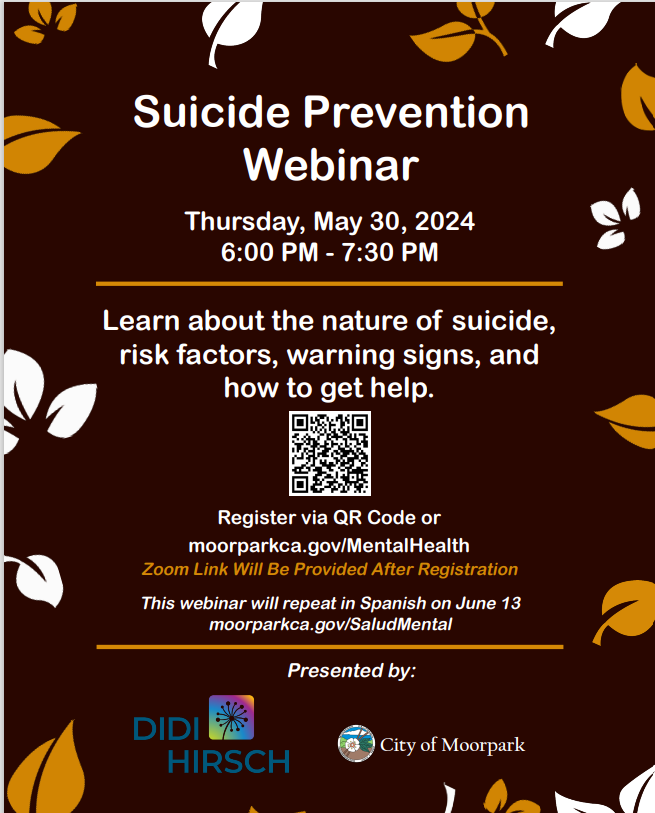 Suicide Prevention
Webinar
Thursday, May 30, 2024
6:00 PM - 7:30 PM
Learn about the nature of suicide,
risk factors, warning signs, and
how to get help.
Register via QR Code or
moorparkca.gov/MentalHealth
Zoom Link Will Be Provided After Registration
This webinar will repeat in Spanish on June 13
moorparkca.gov/SaludMental
Presented by:
DIDI
HIRSCH
City of Moorpark